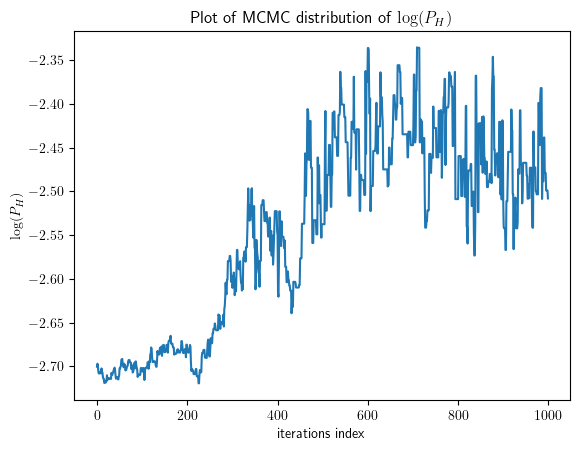 Plot of MCMC distribution of log(P_H)
−2.35
−2.40
−2.45
−2.50
−2.55
−2.60
−2.65
−2.70
log(P_H)
0 200 400 600 800 1000
iterations index